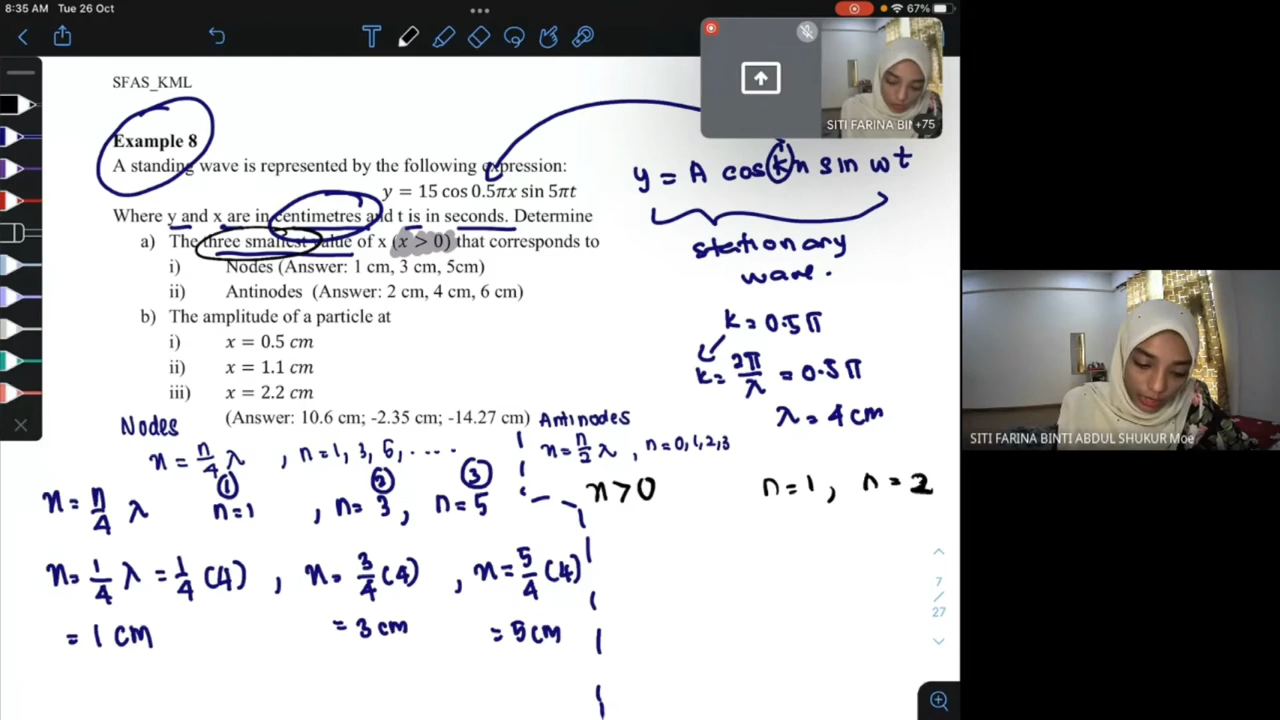 8:35 AM Tue 26 Oct
67%
SFAS_KML
Example 8
A standing wave is represented by the following expression:
y = 15 cos 0.5πx sin 5πt
Where y and x are in centimetres and t is in seconds. Determine
a) The three smallest value of x (x > 0) that corresponds to
i) Nodes (Answer: 1 cm, 3 cm, 5cm)
ii) Antinodes (Answer: 2 cm, 4 cm, 6 cm)
b) The amplitude of a particle at
i) x = 0.5 cm
ii) x = 1.1 cm
iii) x = 2.2 cm
(Answer: 10.6 cm; -2.35 cm; -14.27 cm)
SITI FARINA BIN +75
y = A cos kx sin wt
stationary
wave.
k = 0.5π
k = 2π/λ = 0.5π
λ = 4 cm
Nodes
x = n/4 λ , n = 1, 3, 5, ....
x = n/4 λ
① n=1 , ② n = 3, ③ n = 5
x = 1/4 λ = 1/4 (4) , x = 3/4 (4) , x = 5/4 (4)
= 1 cm = 3 cm = 5 cm
Antinodes
x = n/2 λ , n = 0, 1, 2, 3
x > 0 n = 1, n = 2
7
/
27
SITI FARINA BINTI ABDUL SHUKUR Moe